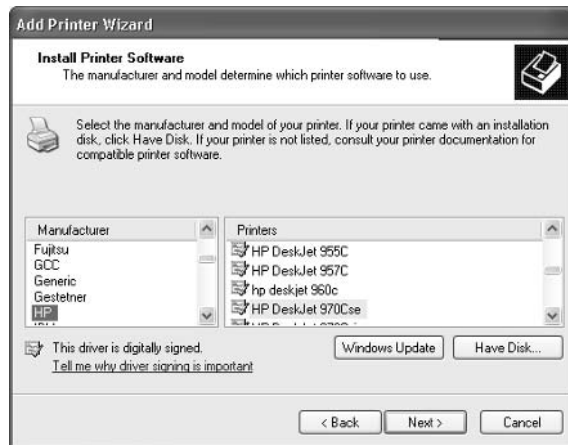 Add Printer Wizard
Install Printer Software
The manufacturer and model determine which printer software to use.
Select the manufacturer and model of your printer. If your printer came with an installation
disk, click Have Disk. If your printer is not listed, consult your printer documentation for
compatible printer software.
Manufacturer
Fujitsu
GCC
Generic
Gestetner
HP
Printers
HP DeskJet 955C
HP DeskJet 957C
hp deskjet 960c
HP DeskJet 970Cse
This driver is digitally signed.
Tell me why driver signing is important
Windows Update
Have Disk...
< Back
Next >
Cancel